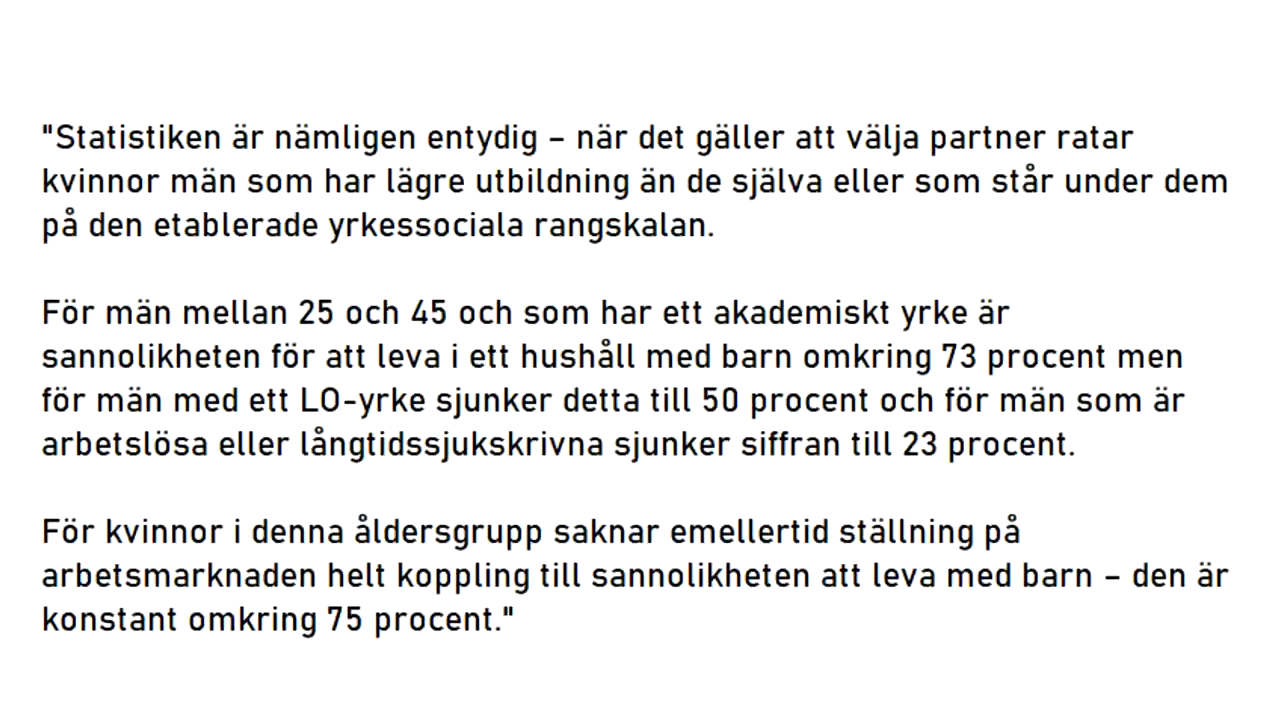 "Statistiken är nämligen entydig – när det gäller att välja partner ratar
kvinnor män som har lägre utbildning än de själva eller som står under dem
på den etablerade yrkessociala rangskalan.
För män mellan 25 och 45 och som har ett akademiskt yrke är
sannolikheten för att leva i ett hushåll med barn omkring 73 procent men
för män med ett LO-yrke sjunker detta till 50 procent och för män som är
arbetslösa eller långtidssjukskrivna sjunker siffran till 23 procent.
För kvinnor i denna åldersgrupp saknar emellertid ställning på
arbetsmarknaden helt koppling till sannolikheten att leva med barn – den är
konstant omkring 75 procent."